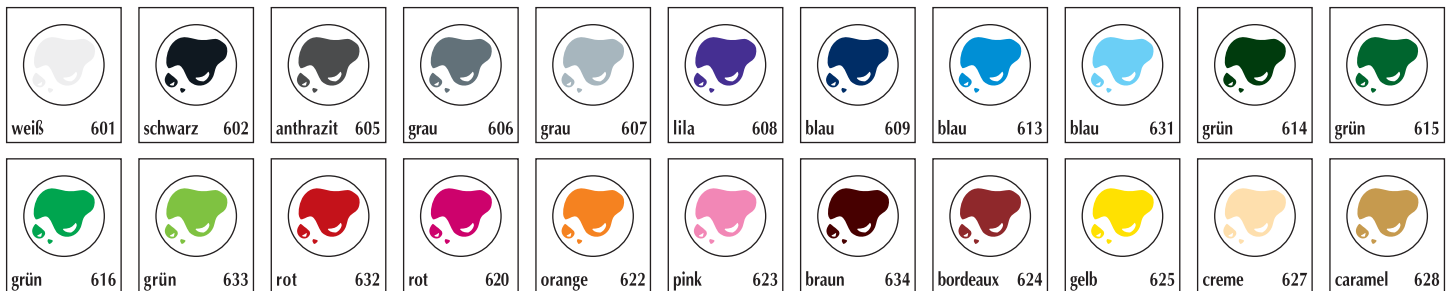 weiß 601 schwarz 602 anthrazit 605 grau 606 grau 607 lila 608 blau 609 blau 613 blau 631 grün 614 grün 615
grün 616 grün 633 rot 632 rot 620 orange 622 pink 623 braun 634 bordeaux 624 gelb 625 creme 627 caramel 628